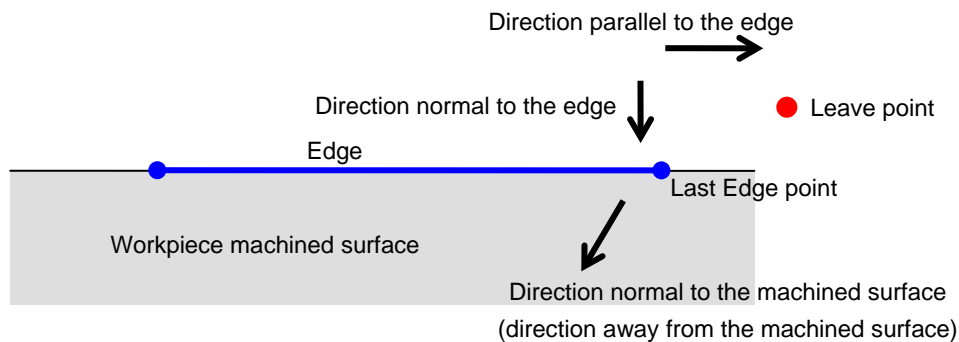 Direction parallel to the edge
Direction normal to the edge
Leave point
Edge
Last Edge point
Workpiece machined surface
Direction normal to the machined surface
(direction away from the machined surface)